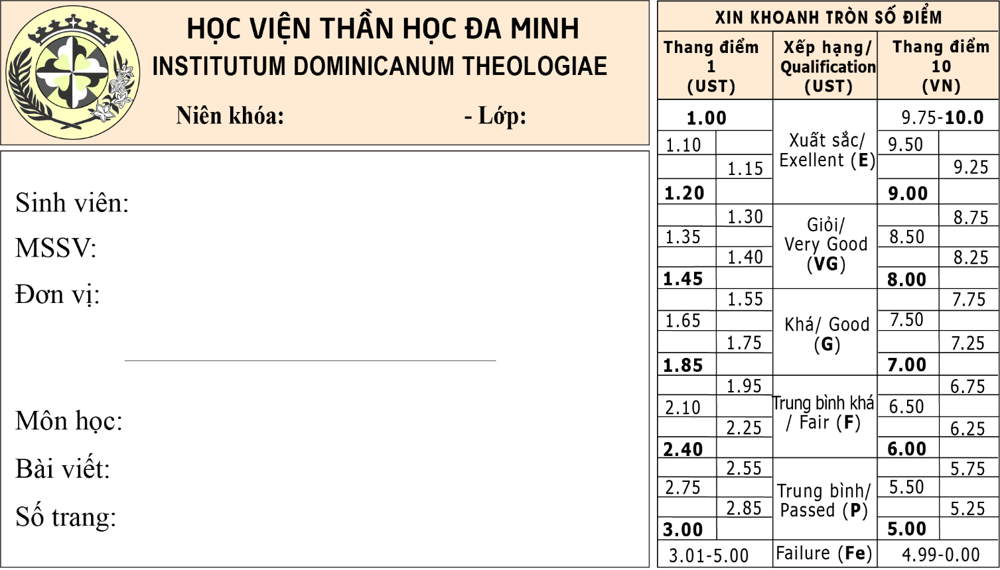 HỌC VIỆN THẦN HỌC ĐA MINH
INSTITUTUM DOMINICANUM THEOLOGIAE
Niên khóa: - Lớp:
Sinh viên:
MSSV:
Đơn vị:
Môn học:
Bài viết:
Số trang:
XIN KHOANH TRÒN SỐ ĐIỂM
Thang điểm
1
(UST)
Xếp hạng/
Qualification
(UST)
Thang điểm
10
(VN)
1.00
9.75-10.0
1.10
9.50
1.15
9.25
1.20
9.00
Xuất sắc/
Exellent (E)
1.30
8.75
1.35
8.50
1.40
8.25
1.45
8.00
Giỏi/
Very Good
(VG)
1.55
7.75
1.65
7.50
1.75
7.25
1.85
7.00
Khá/ Good
(G)
1.95
6.75
2.10
6.50
2.25
6.25
2.40
6.00
Trung bình khá
/ Fair (F)
2.55
5.75
2.75
5.50
2.85
5.25
3.00
5.00
Trung bình/
Passed (P)
3.01-5.00
Failure (Fe)
4.99-0.00